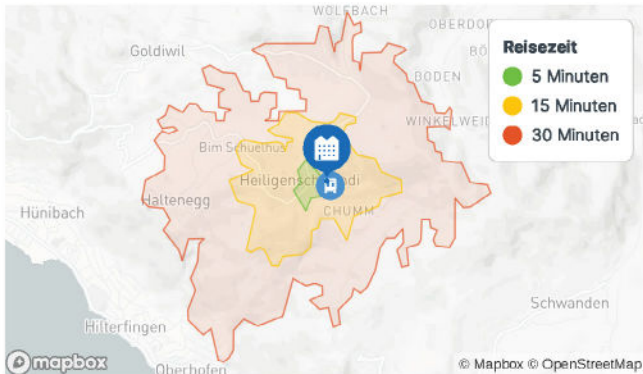 WOLFBACH
Goldiwil
OBERDORF
BODEN
WINKELWEID
Bim Schuelhus
Haltenegg
Hünibach
CHUMM
Schwanden
Hilterfingen
Oberhofen
Reisezeit
5 Minuten
15 Minuten
30 Minuten
mapbox
© Mapbox © OpenStreetMap